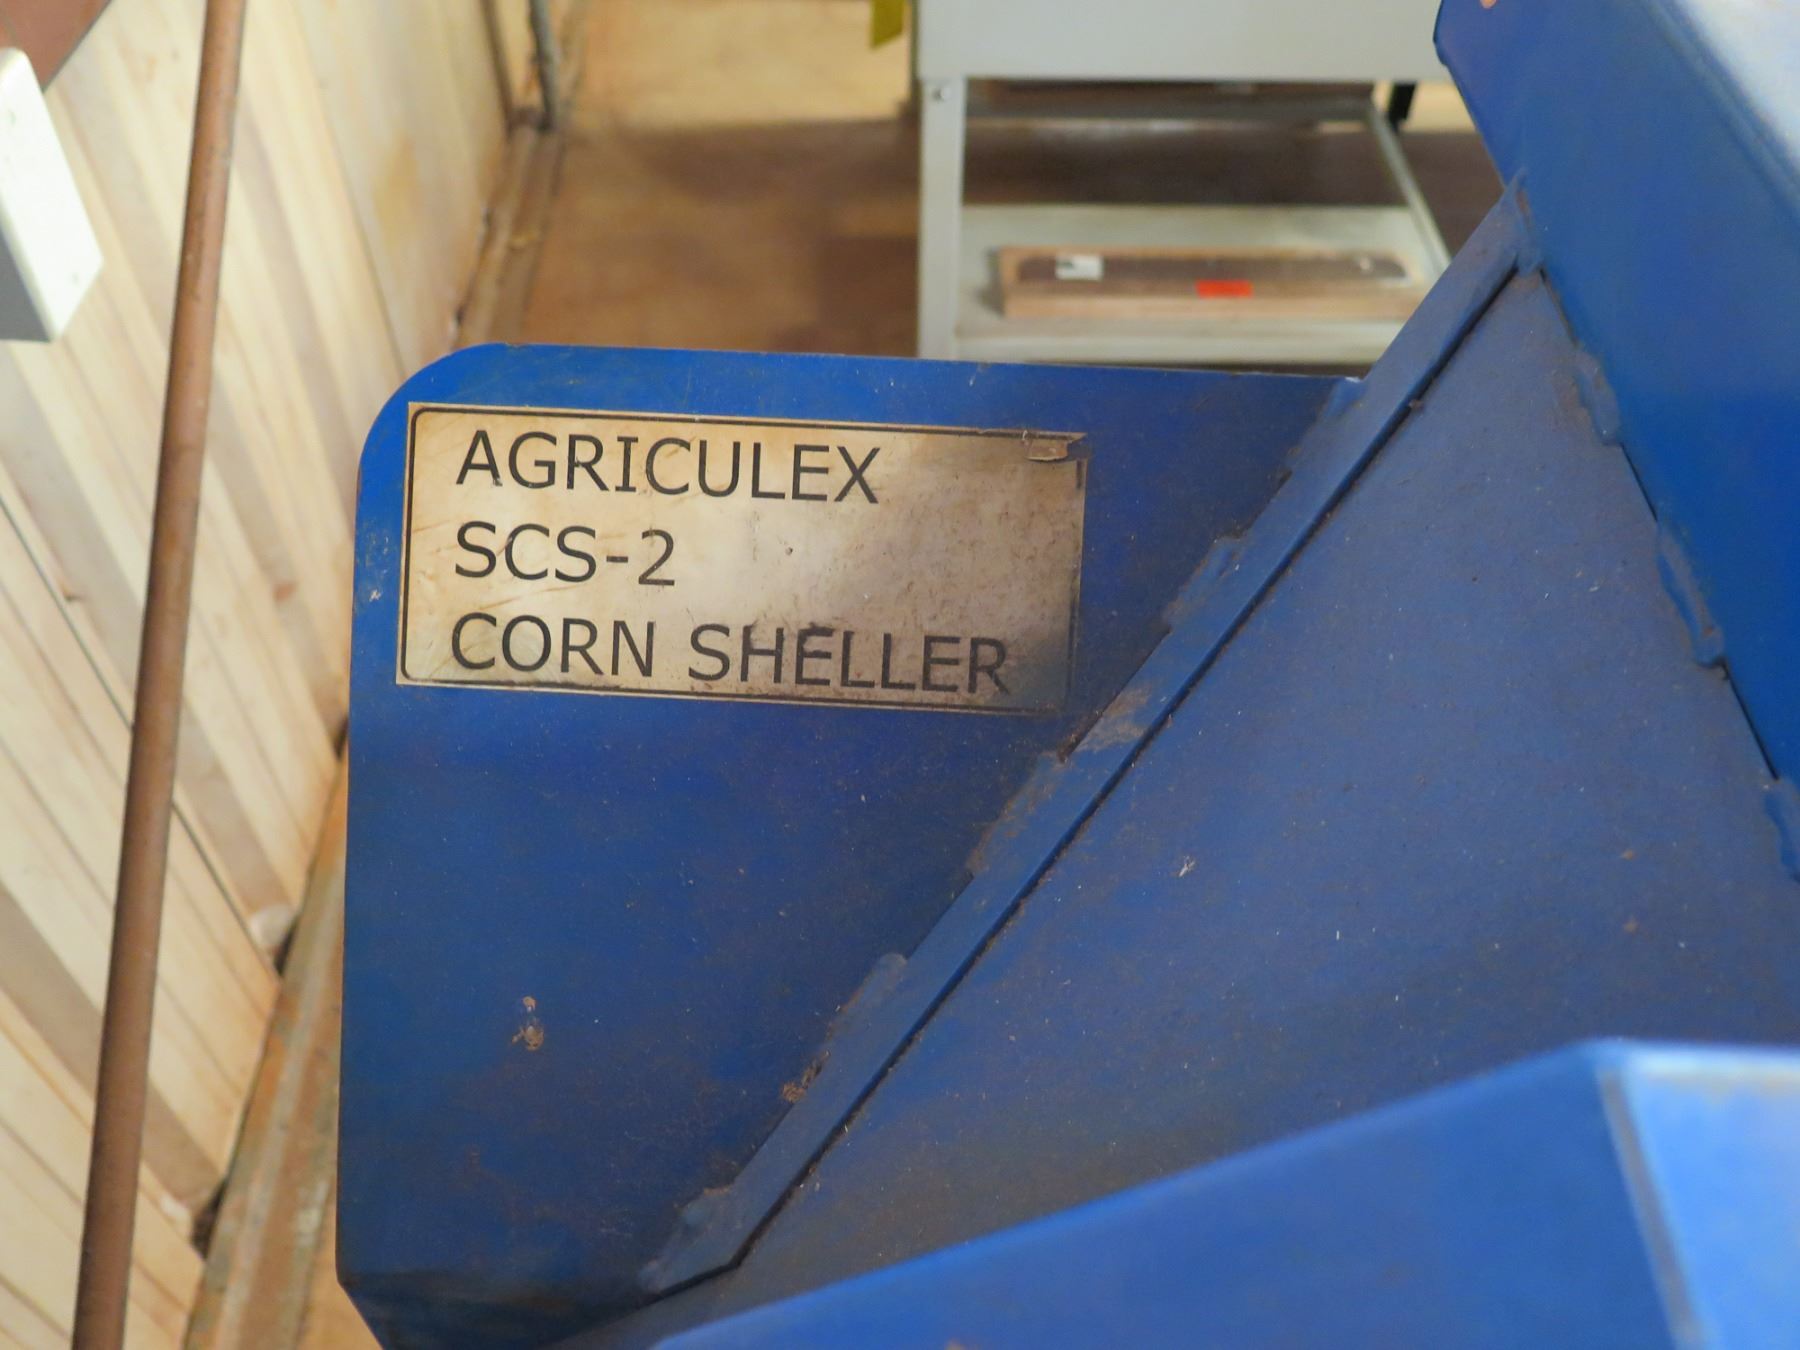 AGRICULEX
SCS-2
CORN SHELLER